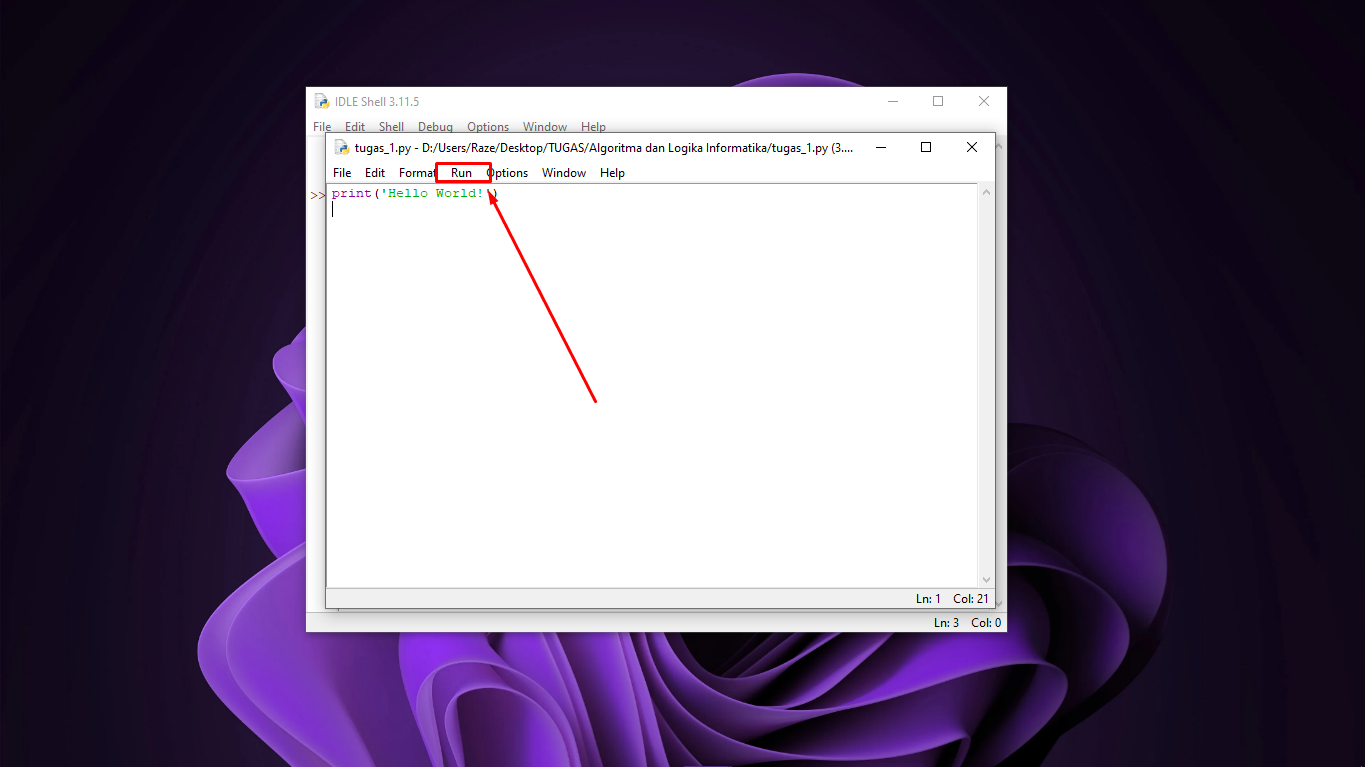 IDLE Shell 3.11.5
File Edit Shell Debug Options Window Help
tugas_1.py - D:/Users/Raze/Desktop/TUGAS/Algoritma dan Logika Informatika/tugas_1.py (3....
File Edit Format Run Options Window Help
>>
print('Hello World!')
Ln: 1 Col: 21
Ln: 3 Col: 0